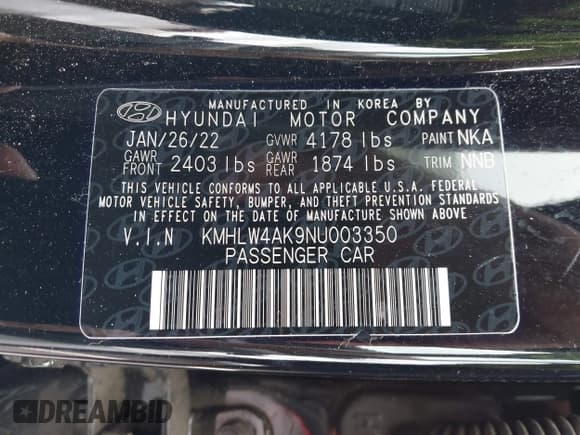 MANUFACTURED IN KOREA BY
HYUNDAI MOTOR COMPANY
JAN/26/22 GVWR 4178 lbs PAINT NKA
GAWR FRONT 2403 lbs GAWR REAR 1874 lbs TRIM NNB
THIS VEHICLE CONFORMS TO ALL APPLICABLE U.S.A. FEDERAL
MOTOR VEHICLE SAFETY, BUMPER, AND THEFT PREVENTION STANDARDS
IN EFFECT ON THE DATE OF MANUFACTURE SHOWN ABOVE
V.I.N KMHLW4AK9NU003350
PASSENGER CAR
DREAMBID